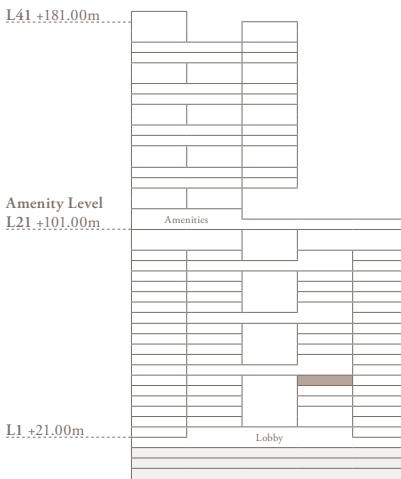 L41 +181.00m
Amenity Level
L21 +101.00m
Amenities
L1 +21.00m
Lobby